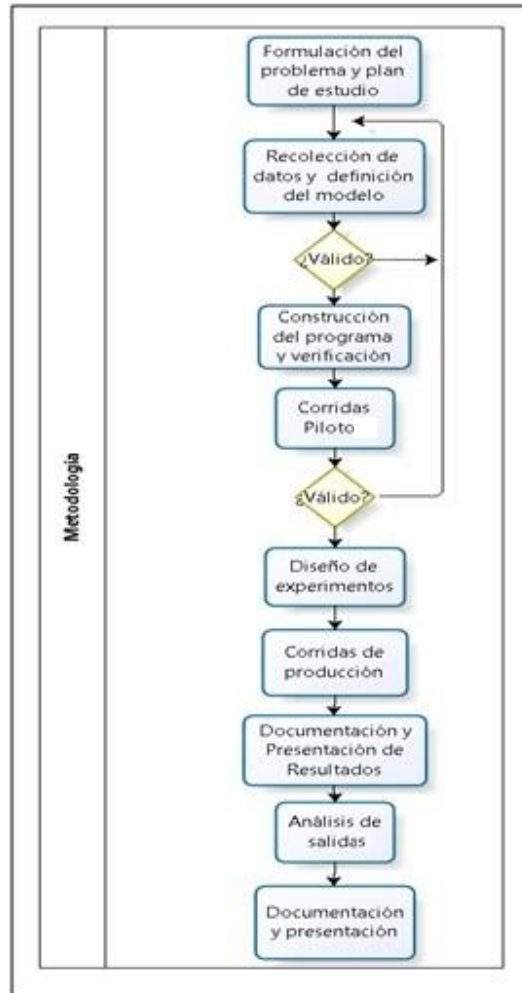 Formulación del
problema y plan
de estudio
Recolección de
datos y definición
del modelo
¿Válido?
Construcción
del programa
y verificación
Corridas
Piloto
¿Válido?
Diseño de
experimentos
Corridas de
producción
Documentación y
Presentación de
Resultados
Análisis de
salidas
Documentación
y presentación
Metodología